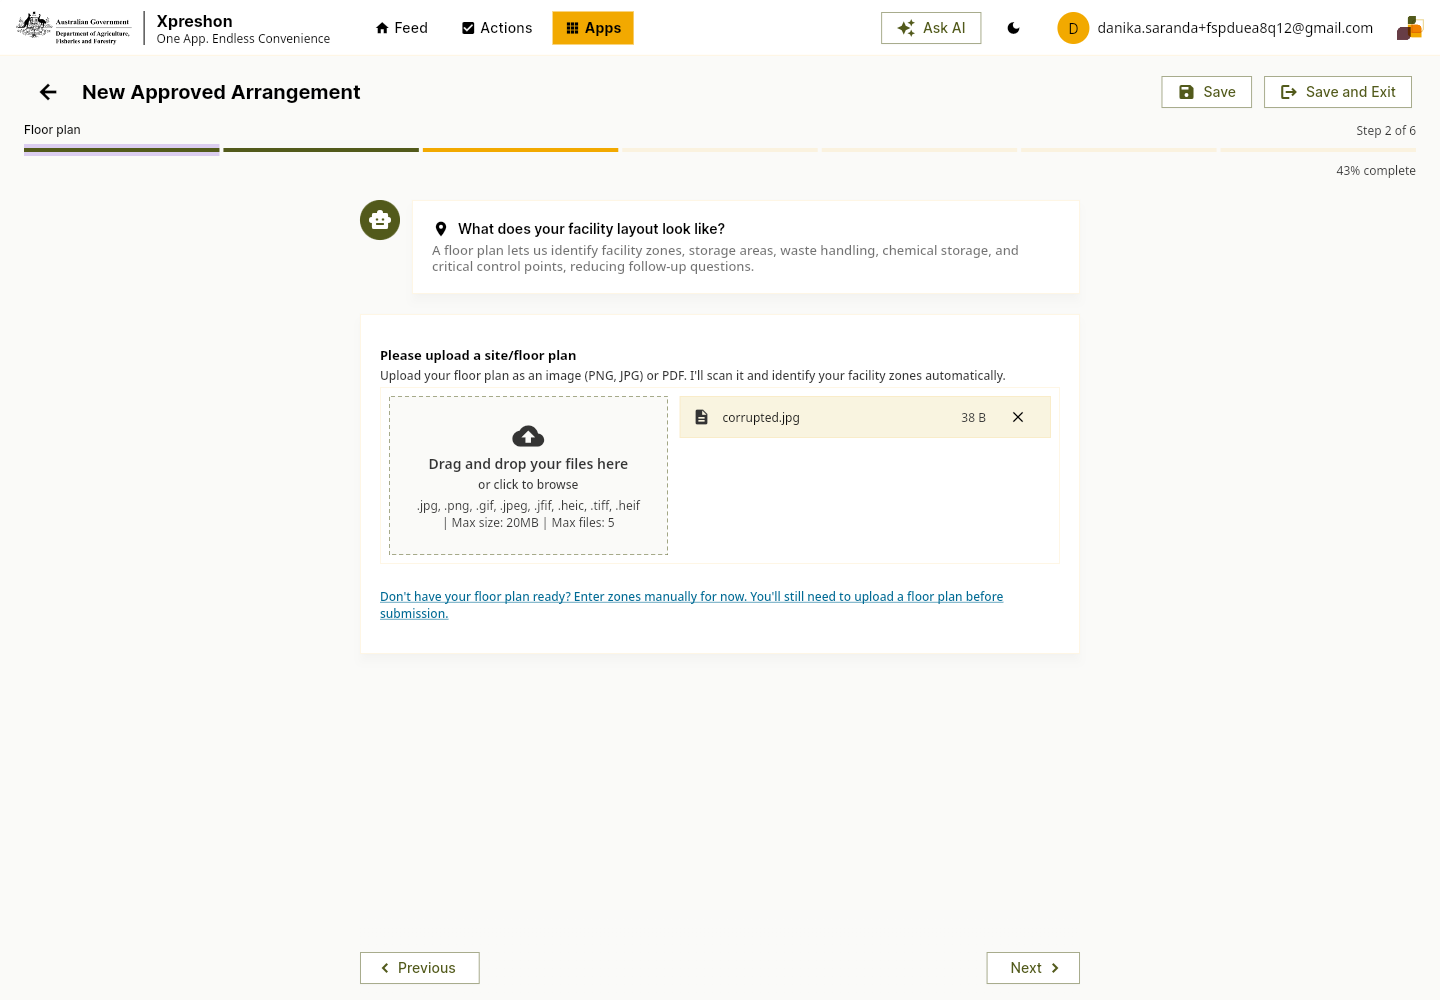 Australian Government
Department of Agriculture,
Fisheries and Forestry
Xpreshon
One App. Endless Convenience
Feed
Actions
Apps
Ask AI
D
danika.saranda+fspduea8q12@gmail.com
New Approved Arrangement
Save
Save and Exit
Floor plan
Step 2 of 6
43% complete
What does your facility layout look like?
A floor plan lets us identify facility zones, storage areas, waste handling, chemical storage, and
critical control points, reducing follow-up questions.
Please upload a site/floor plan
Upload your floor plan as an image (PNG, JPG) or PDF. I'll scan it and identify your facility zones automatically.
Drag and drop your files here
or click to browse
.jpg, .png, .gif, .jpeg, .jfif, .heic, .tiff, .heif
| Max size: 20MB | Max files: 5
corrupted.jpg
38 B
Don't have your floor plan ready? Enter zones manually for now. You'll still need to upload a floor plan before
submission.
Previous
Next